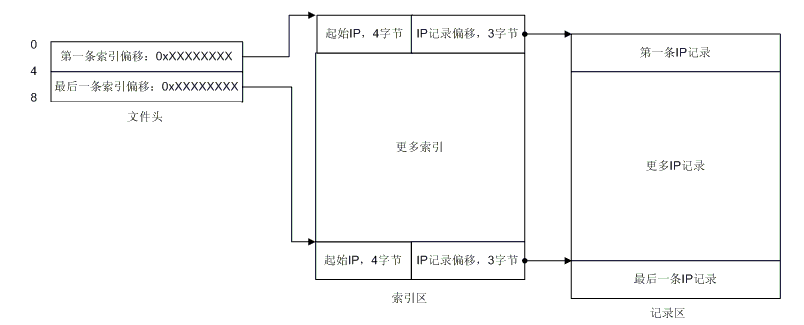 0
第一条索引偏移：0xXXXXXXXX
4
最后一条索引偏移：0xXXXXXXXX
8
文件头
起始IP，4字节
IP记录偏移，3字节
更多索引
起始IP，4字节
IP记录偏移，3字节
索引区
第一条IP记录
更多IP记录
最后一条IP记录
记录区